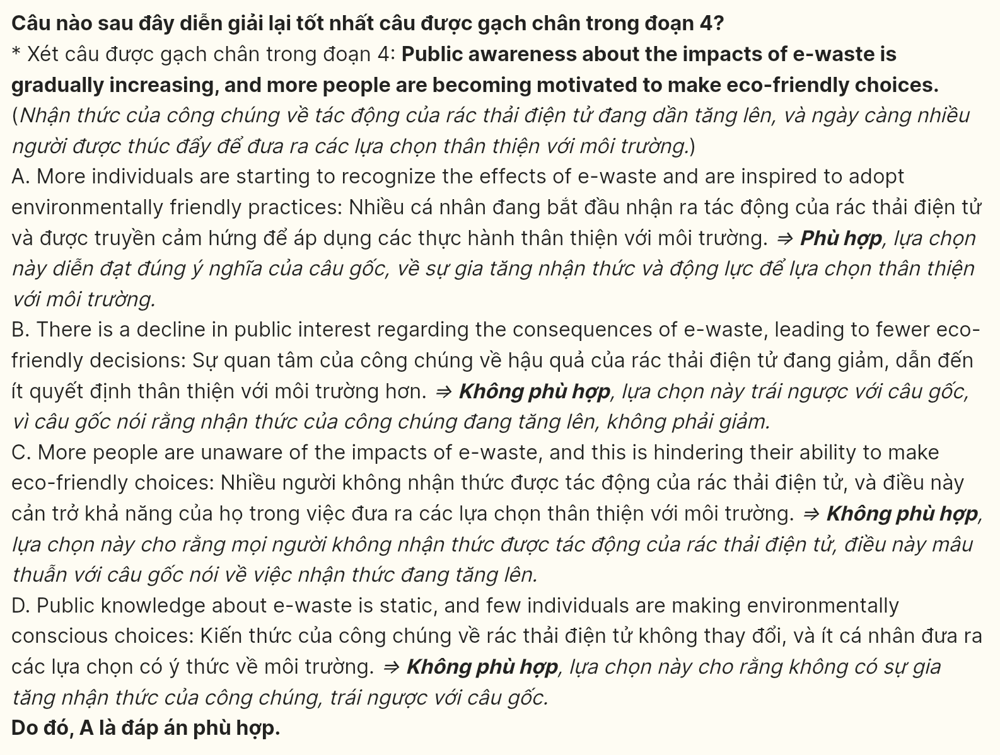 Câu nào sau đây diễn giải lại tốt nhất câu được gạch chân trong đoạn 4?
* Xét câu được gạch chân trong đoạn 4: Public awareness about the impacts of e-waste is
gradually increasing, and more people are becoming motivated to make eco-friendly choices.
(Nhận thức của công chúng về tác động của rác thải điện tử đang dần tăng lên, và ngày càng nhiều
người được thúc đẩy để đưa ra các lựa chọn thân thiện với môi trường.)
A. More individuals are starting to recognize the effects of e-waste and are inspired to adopt
environmentally friendly practices: Nhiều cá nhân đang bắt đầu nhận ra tác động của rác thải điện tử
và được truyền cảm hứng để áp dụng các thực hành thân thiện với môi trường. ⇒ Phù hợp, lựa chọn
này diễn đạt đúng ý nghĩa của câu gốc, về sự gia tăng nhận thức và động lực để lựa chọn thân thiện
với môi trường.
B. There is a decline in public interest regarding the consequences of e-waste, leading to fewer eco-
friendly decisions: Sự quan tâm của công chúng về hậu quả của rác thải điện tử đang giảm, dẫn đến
ít quyết định thân thiện với môi trường hơn. ⇒ Không phù hợp, lựa chọn này trái ngược với câu gốc,
vì câu gốc nói rằng nhận thức của công chúng đang tăng lên, không phải giảm.
C. More people are unaware of the impacts of e-waste, and this is hindering their ability to make
eco-friendly choices: Nhiều người không nhận thức được tác động của rác thải điện tử, và điều này
cản trở khả năng của họ trong việc đưa ra các lựa chọn thân thiện với môi trường. ⇒ Không phù hợp,
lựa chọn này cho rằng mọi người không nhận thức được tác động của rác thải điện tử, điều này mâu
thuẫn với câu gốc nói về việc nhận thức đang tăng lên.
D. Public knowledge about e-waste is static, and few individuals are making environmentally
conscious choices: Kiến thức của công chúng về rác thải điện tử không thay đổi, và ít cá nhân đưa ra
các lựa chọn có ý thức về môi trường. ⇒ Không phù hợp, lựa chọn này cho rằng không có sự gia
tăng nhận thức của công chúng, trái ngược với câu gốc.
Do đó, A là đáp án phù hợp.